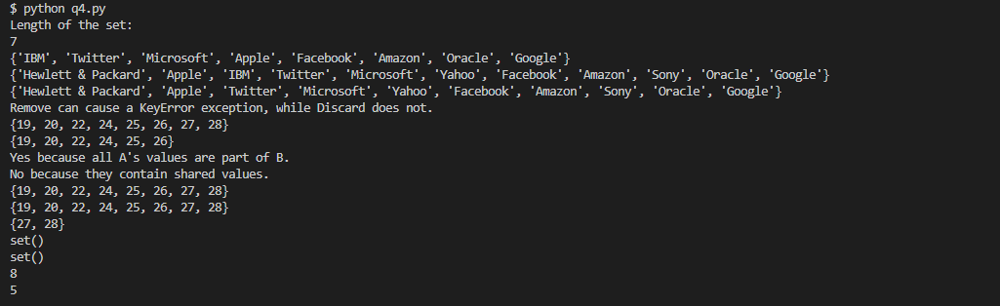 $ python q4.py
Length of the set:
7
{'IBM', 'Twitter', 'Microsoft', 'Apple', 'Facebook', 'Amazon', 'Oracle', 'Google'}
{'Hewlett & Packard', 'Apple', 'IBM', 'Twitter', 'Microsoft', 'Yahoo', 'Facebook', 'Amazon', 'Sony', 'Oracle', 'Google'}
{'Hewlett & Packard', 'Apple', 'Twitter', 'Microsoft', 'Yahoo', 'Facebook', 'Amazon', 'Sony', 'Oracle', 'Google'}
Remove can cause a KeyError exception, while Discard does not.
{19, 20, 22, 24, 25, 26, 27, 28}
{19, 20, 22, 24, 25, 26}
Yes because all A's values are part of B.
No because they contain shared values.
{19, 20, 22, 24, 25, 26, 27, 28}
{19, 20, 22, 24, 25, 26, 27, 28}
{27, 28}
set()
set()
8
5